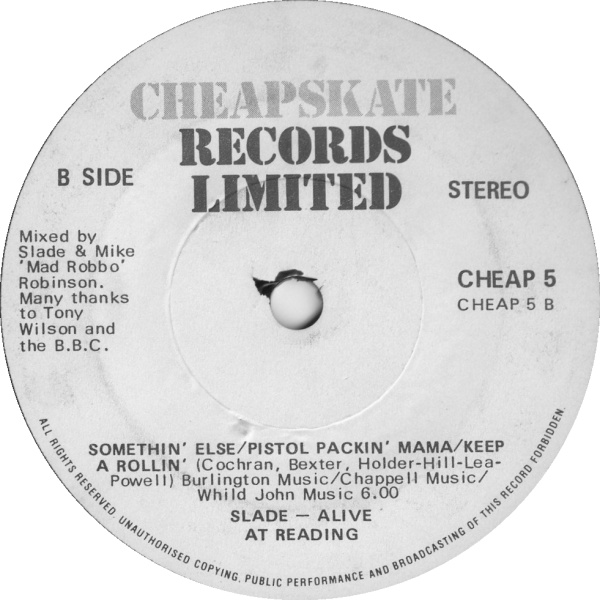 CHEAPSKATE
RECORDS
LIMITED
B SIDE
STEREO
Mixed by
Slade & Mike
'Mad Robbo'
Robinson.
Many thanks
to Tony
Wilson and
the B.B.C.
CHEAP 5
CHEAP 5 B
SOMETHIN' ELSE/PISTOL PACKIN' MAMA/KEEP
A ROLLIN' (Cochran, Bexter, Holder-Hill-Lea-
Powell) Burlington Music/Chappell Music/
Whild John Music 6.00
SLADE – ALIVE
AT READING
ALL RIGHTS RESERVED. UNAUTHORISED COPYING, PUBLIC PERFORMANCE AND BROADCASTING OF THIS RECORD FORBIDDEN.